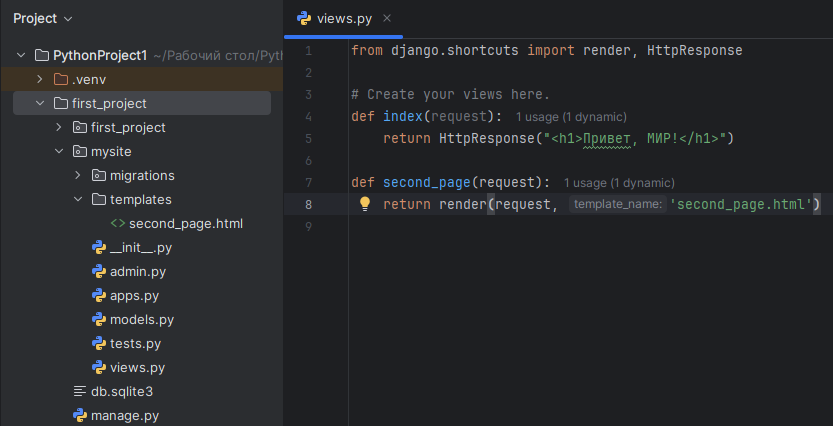 Project
PythonProject1 ~/Рабочий стол/Pyt
.venv
first_project
first_project
mysite
migrations
templates
<> second_page.html
__init__.py
admin.py
apps.py
models.py
tests.py
views.py
db.sqlite3
manage.py
views.py
1 from django.shortcuts import render, HttpResponse
2
3 # Create your views here.
4 def index(request): 1 usage (1 dynamic)
5 return HttpResponse("<h1>Привет, МИР!</h1>")
6
7 def second_page(request): 1 usage (1 dynamic)
8 return render(request, template_name: 'second_page.html')
9